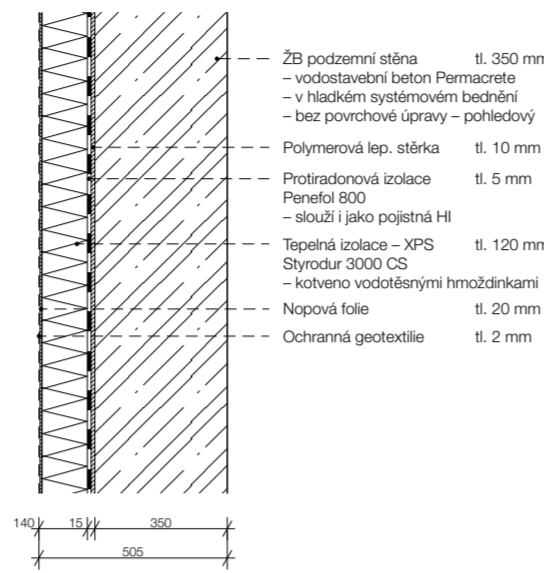 ŽB podzemní stěna tl. 350 mm
– vodostavební beton Permacrete
– v hladkém systémovém bednění
– bez povrchové úpravy – pohledový
Polymerová lep. stěrka tl. 10 mm
Protiradonová izolace tl. 5 mm
Penefol 800
– slouží i jako pojistná HI
Tepelná izolace – XPS tl. 120 mm
Styrodur 3000 CS
– kotveno vodotěsnými hmoždinkami
Nopová folie tl. 20 mm
Ochranná geotextilie tl. 2 mm
140 15 350
505